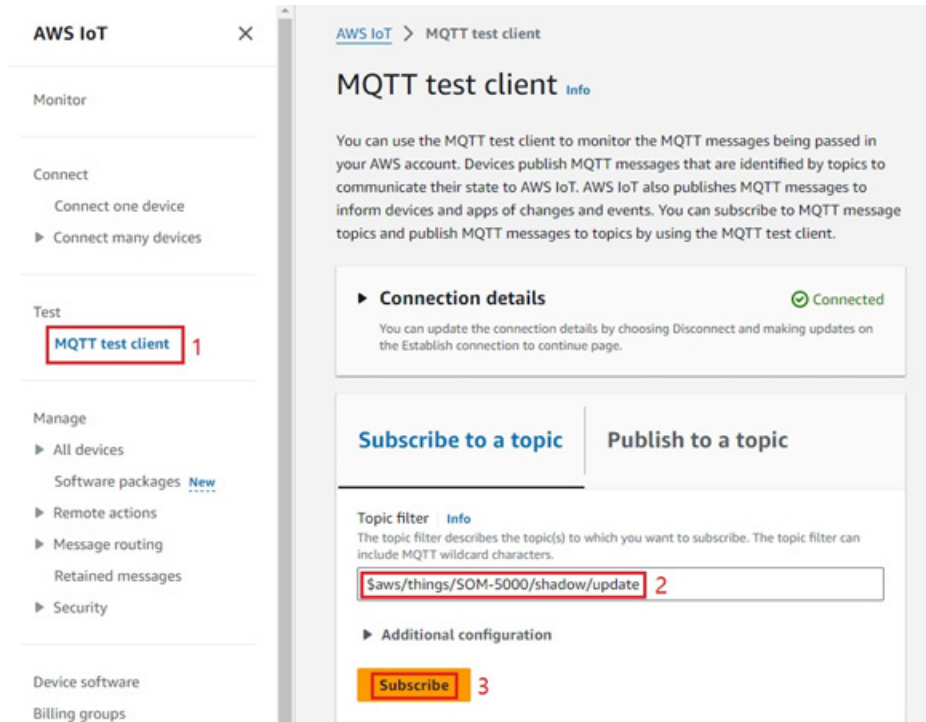 AWS IoT
Monitor
Connect
Connect one device
Connect many devices
Test
MQTT test client 1
Manage
All devices
Software packages New
Remote actions
Message routing
Retained messages
Security
Device software
Billing groups
AWS IoT > MQTT test client
MQTT test client Info
You can use the MQTT test client to monitor the MQTT messages being passed in
your AWS account. Devices publish MQTT messages that are identified by topics to
communicate their state to AWS IoT. AWS IoT also publishes MQTT messages to
inform devices and apps of changes and events. You can subscribe to MQTT message
topics and publish MQTT messages to topics by using the MQTT test client.
Connection details Connected
You can update the connection details by choosing Disconnect and making updates on
the Establish connection to continue page.
Subscribe to a topic Publish to a topic
Topic filter Info
The topic filter describes the topic(s) to which you want to subscribe. The topic filter can
include MQTT wildcard characters.
$aws/things/SOM-5000/shadow/update 2
Additional configuration
Subscribe 3